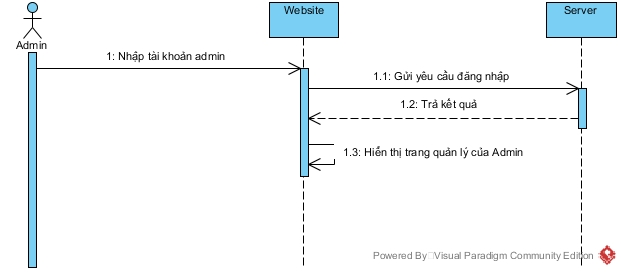 Website
Server
Admin
1: Nhập tài khoản admin
1.1: Gửi yêu cầu đăng nhập
1.2: Trả kết quả
1.3: Hiển thị trang quản lý của Admin
Powered By Visual Paradigm Community Edition